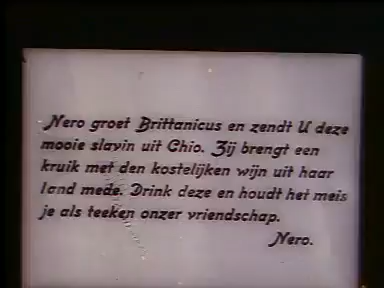 Nero groet Brittanicus en zendt U deze
mooie slavin uit Chio. Zij brengt een
kruik met den kostelijken wijn uit haar
land mede. Drink deze en houdt het meis
je als teeken onzer vriendschap.
Nero.